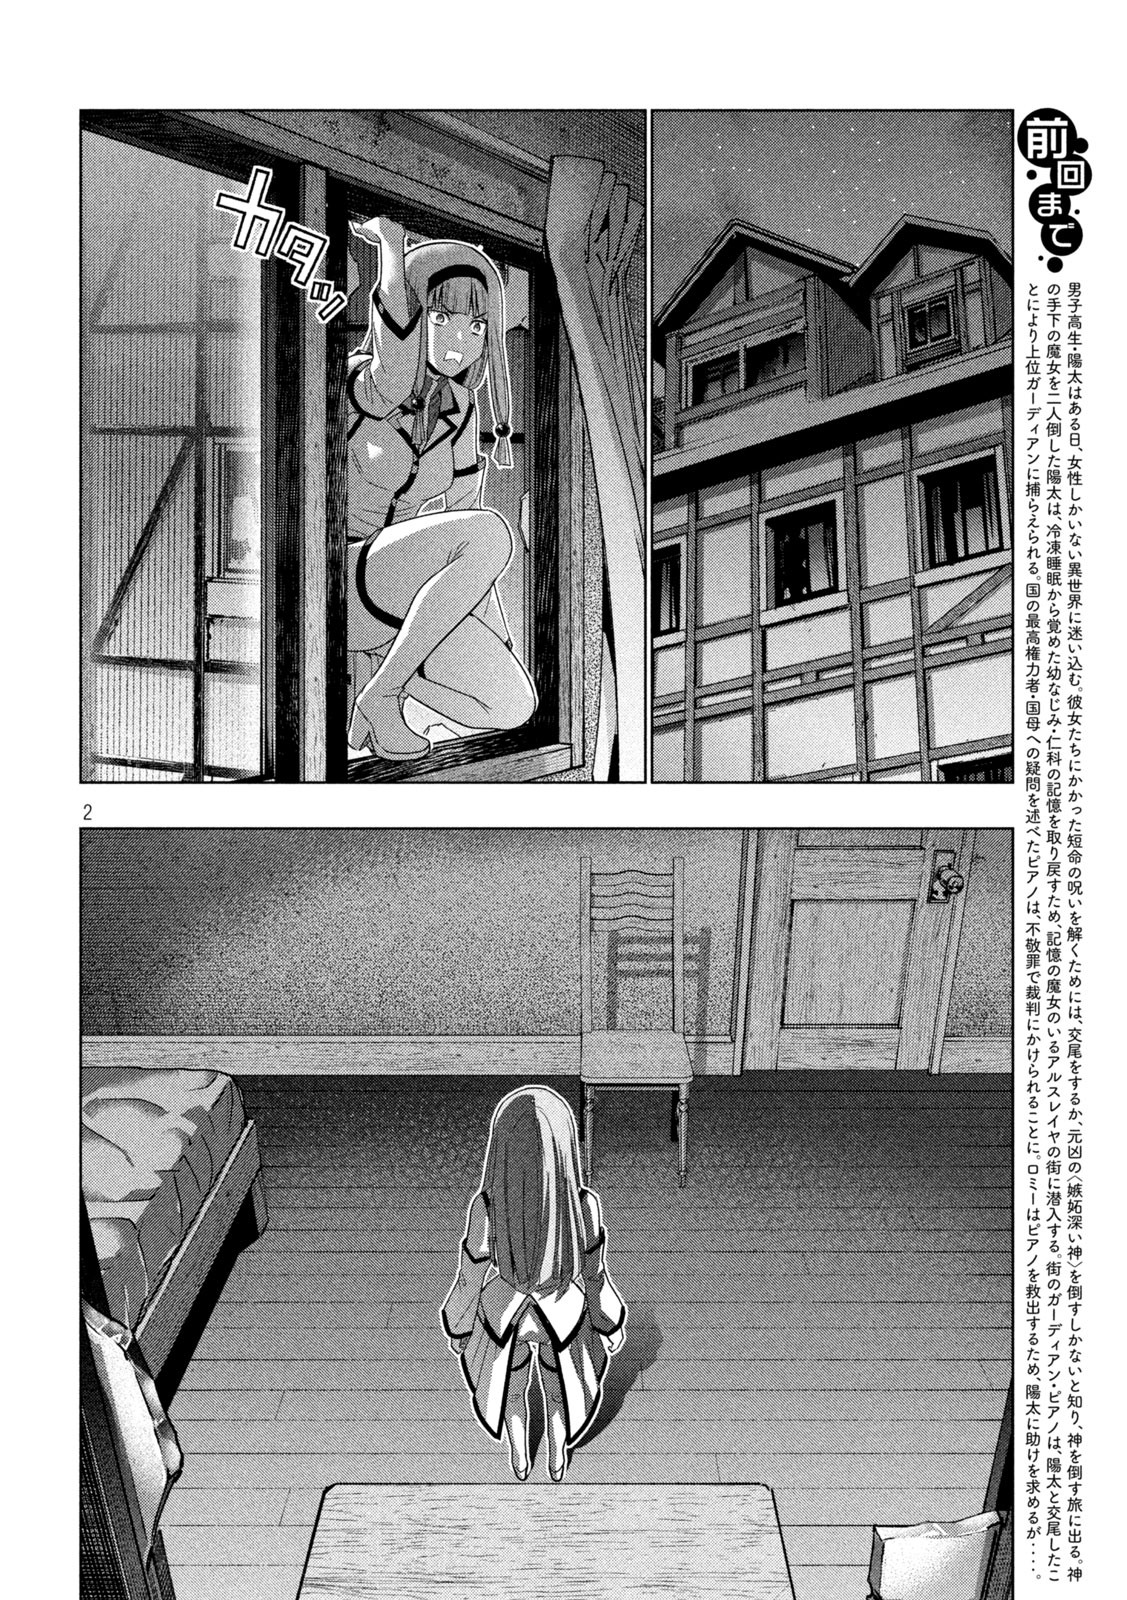 前回まで
男子高生・陽太はある日、女性しかいない異世界に迷い込む。彼女たちにかかった短命の呪いを解くためには、交尾をするか、元凶の〈嫉妬深い神〉を倒すしかないと知り、神を倒す旅に出る。神
の手下の魔女を二人倒した陽太は、冷凍睡眠から覚めた幼なじみ・仁科の記憶を取り戻すため、記憶の魔女のいるアルスレイヤの街に潜入する。街のガーディアン・ピアノは、陽太と交尾したこ
とにより上位ガーディアンに捕らえられる。国の最高権力者・国母への疑問を述べたピアノは、不敬罪で裁判にかけられることに。ロミーはピアノを救出するため、陽太に助けを求めるが‥‥。
ガタッ
2